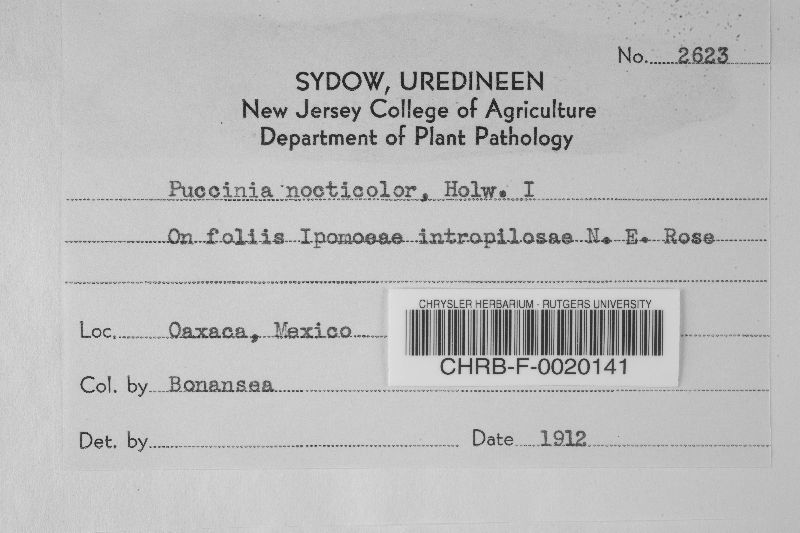 No. 2623
SYDOW, UREDINEEN
New Jersey College of Agriculture
Department of Plant Pathology
Puccinia nocticolor, Holw. I
On foliis Ipomoeae intropilosae N. E. Rose
CHRYSLER HERBARIUM - RUTGERS UNIVERSITY
Loc. Oaxaca, Mexico
CHRB-F-0020141
Col. by Bonansea
Det. by Date 1912